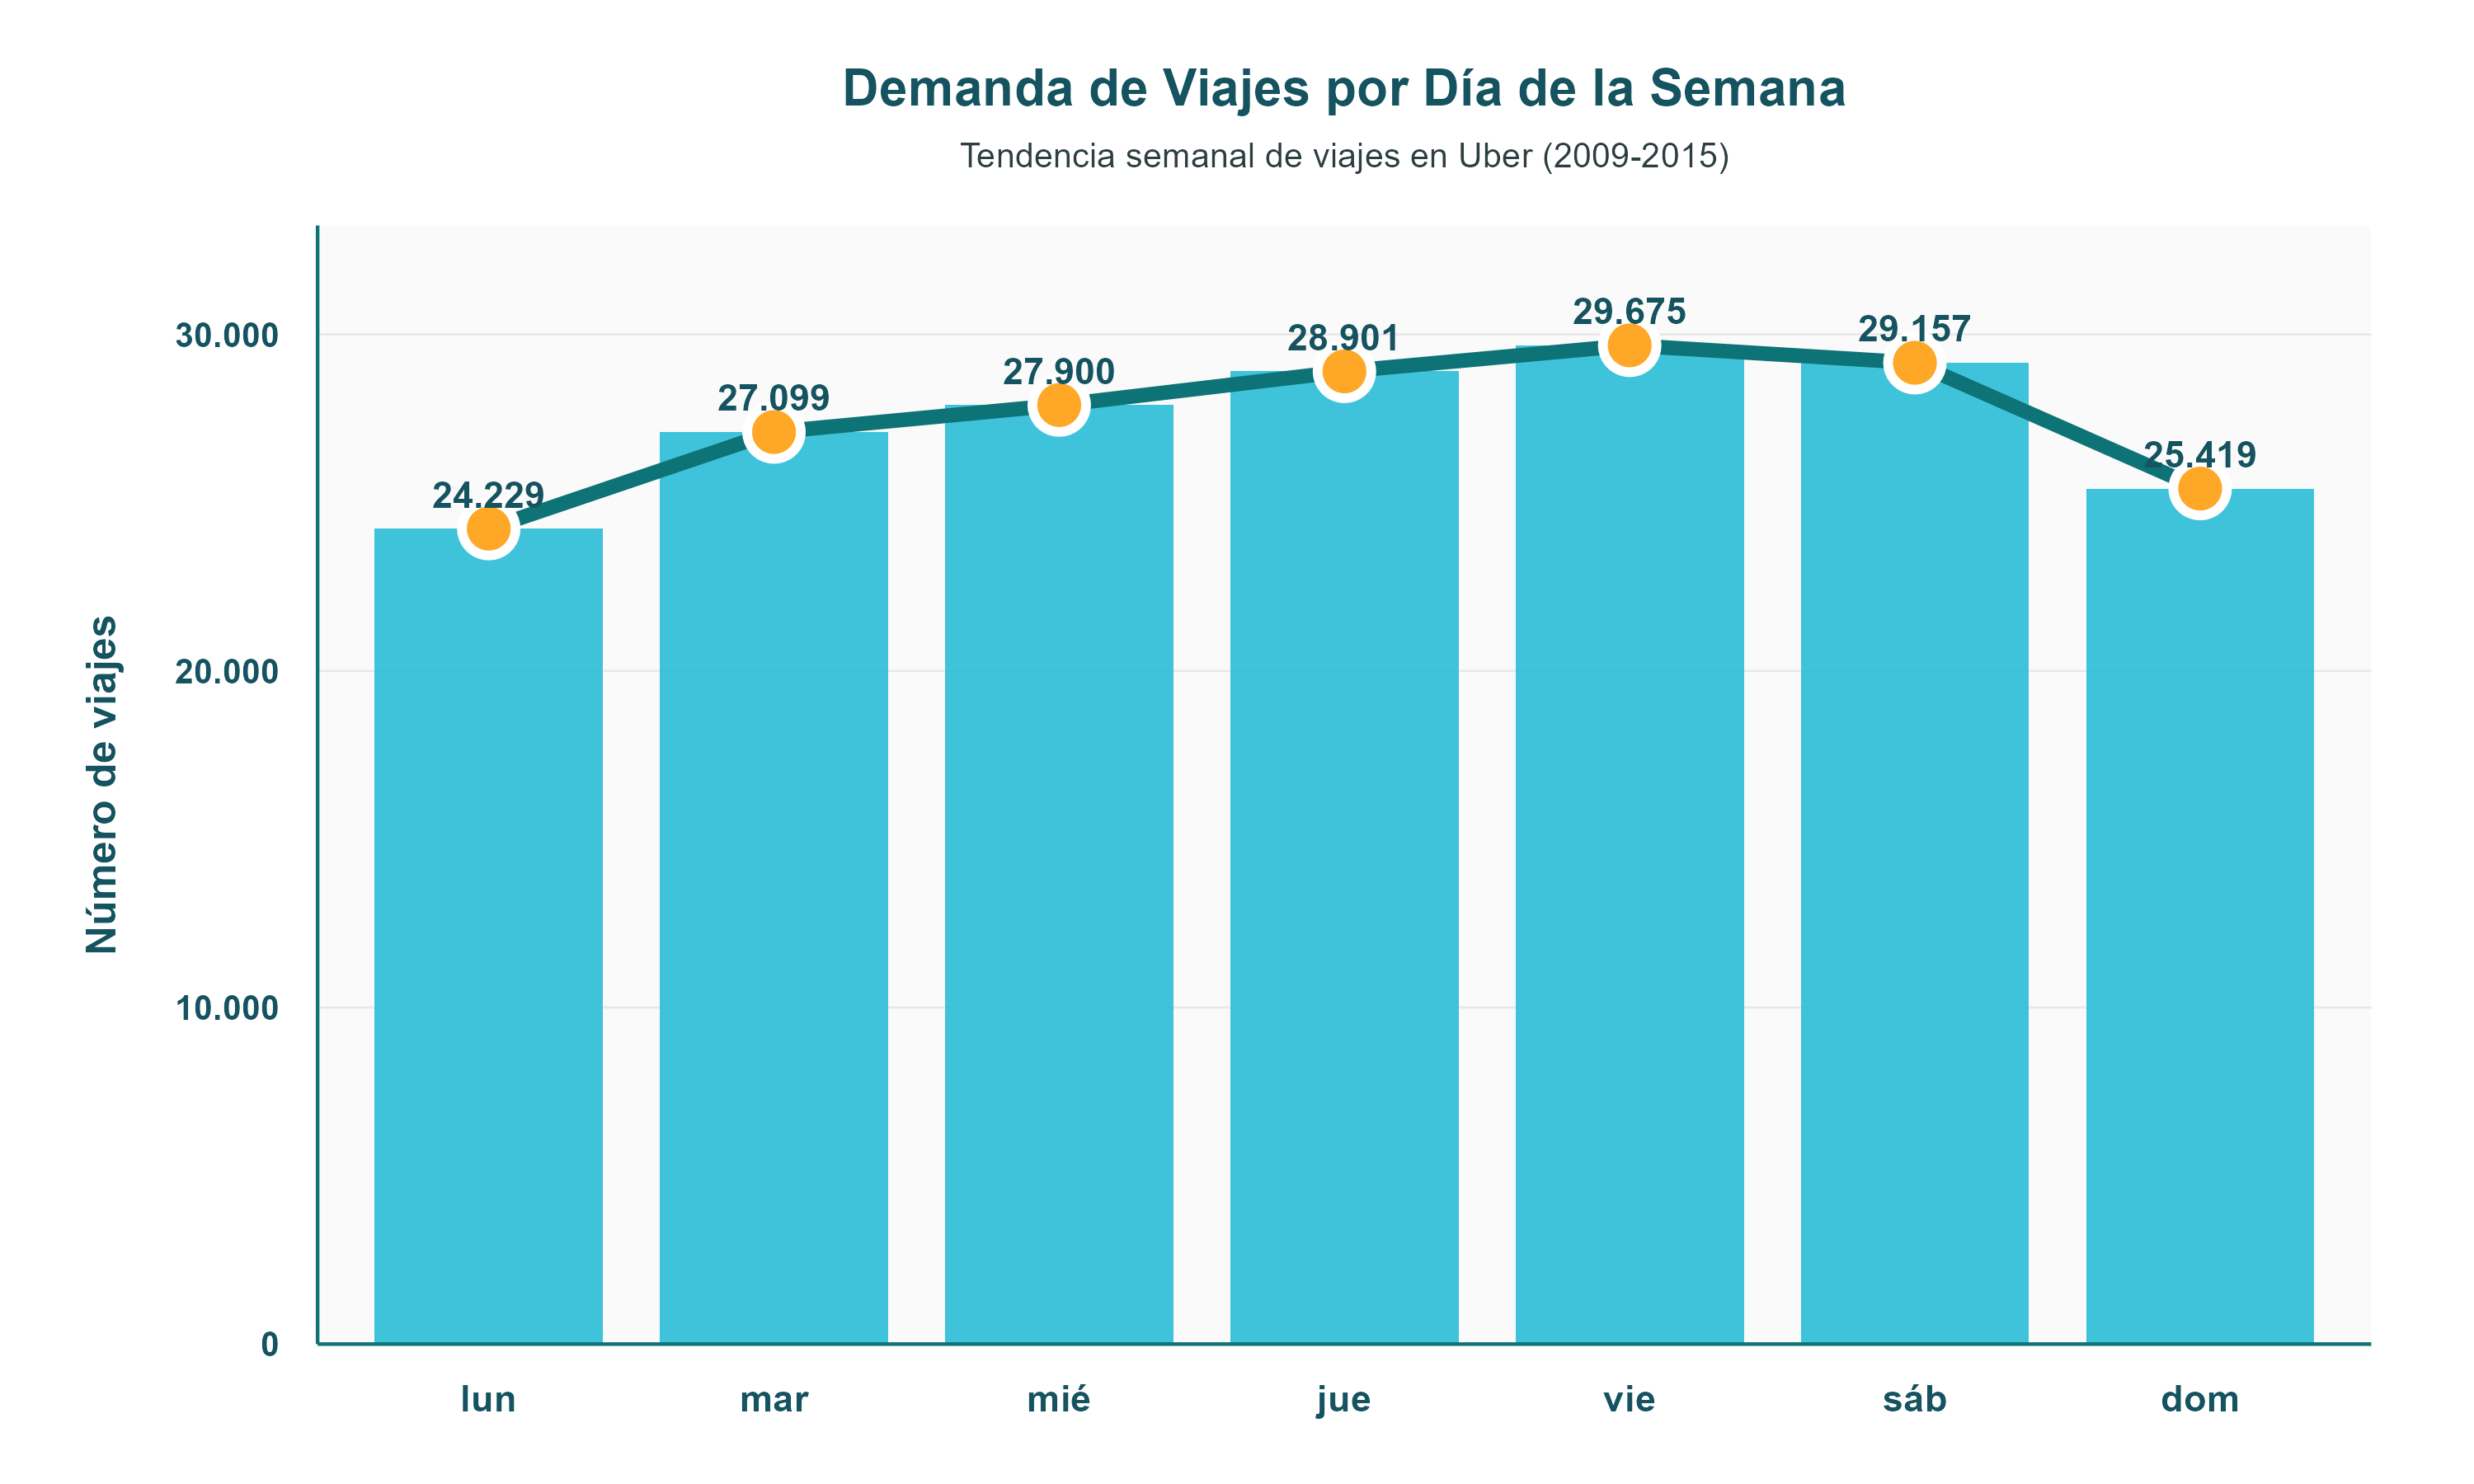 Demanda de Viajes por Día de la Semana
Tendencia semanal de viajes en Uber (2009-2015)
Número de viajes
30.000
20.000
10.000
0
24.229
27.099
27.900
28.901
29.675
29.157
25.419
lun
mar
mié
jue
vie
sáb
dom